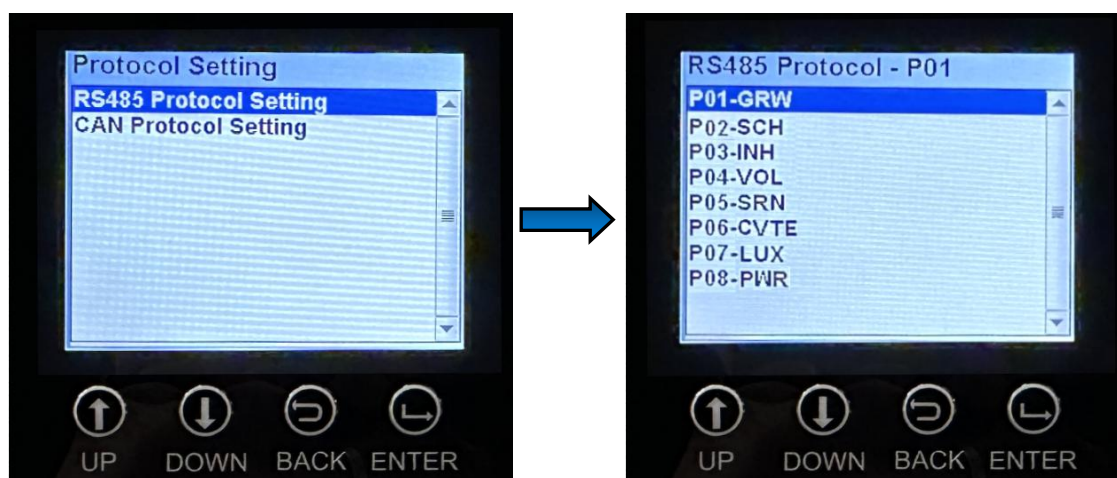 Protocol Setting
RS485 Protocol Setting
CAN Protocol Setting
UP DOWN BACK ENTER
RS485 Protocol - P01
P01-GRW
P02-SCH
P03-INH
P04-VOL
P05-SRN
P06-CVTE
P07-LUX
P08-PWR
UP DOWN BACK ENTER